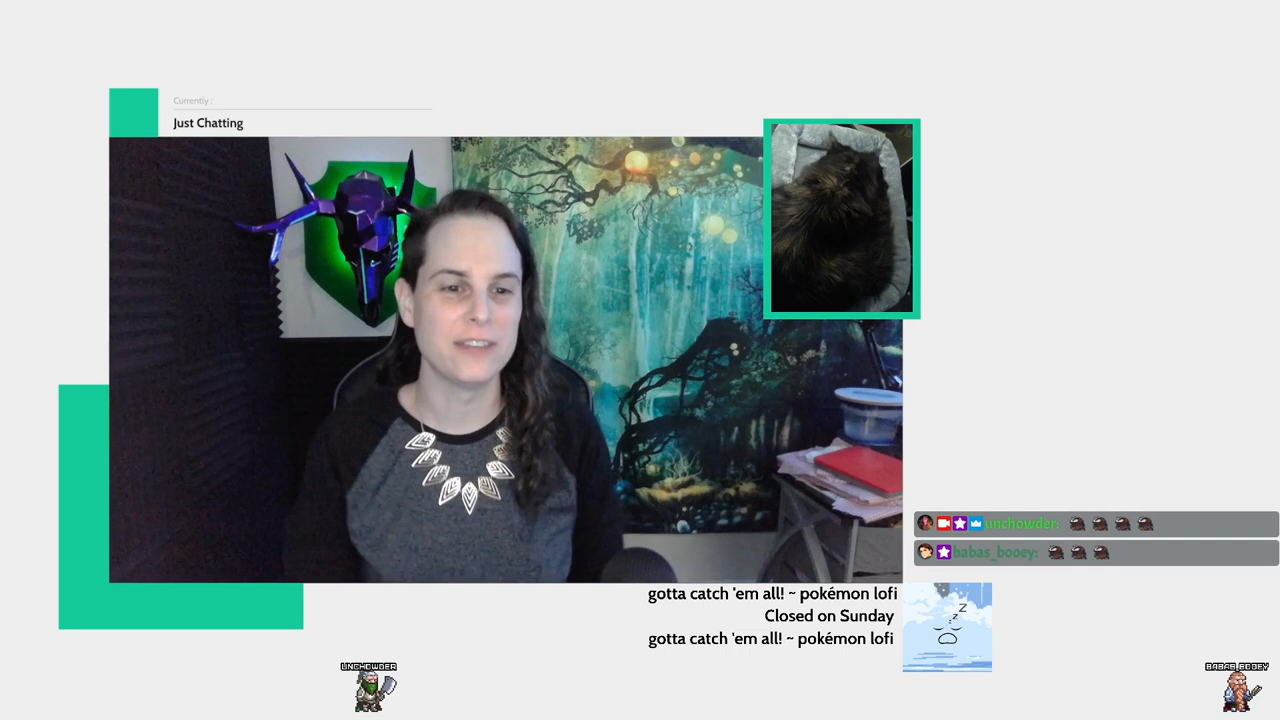 Currently :
Just Chatting
unchowder:
babas_booey:
gotta catch 'em all! ~ pokémon lofi
Closed on Sunday
gotta catch 'em all! ~ pokémon lofi
z z Z
UNCHOWDER
BABAS_BOOEY